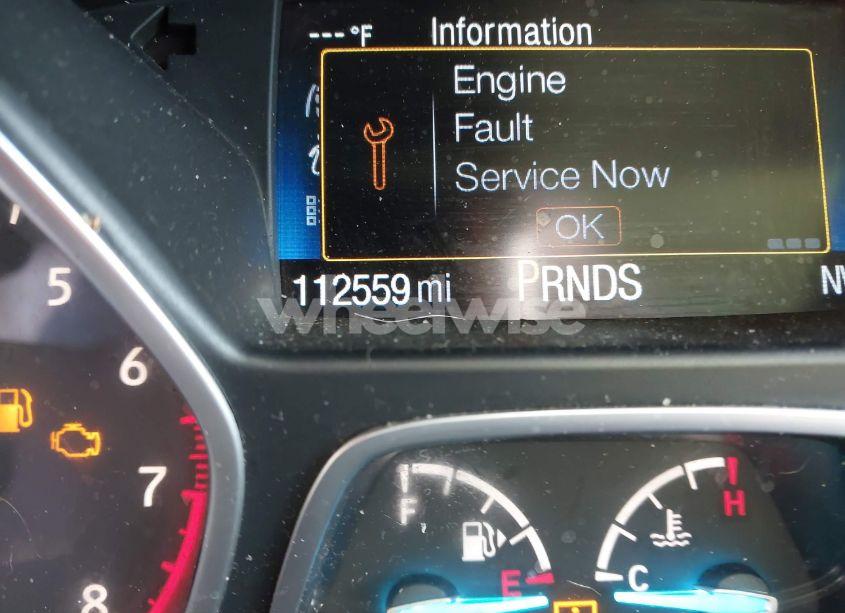 --- °F Information
Engine
Fault
Service Now
OK
112559 mi PRNDS
wheelwise
5
6
7
8
F
E
H
C